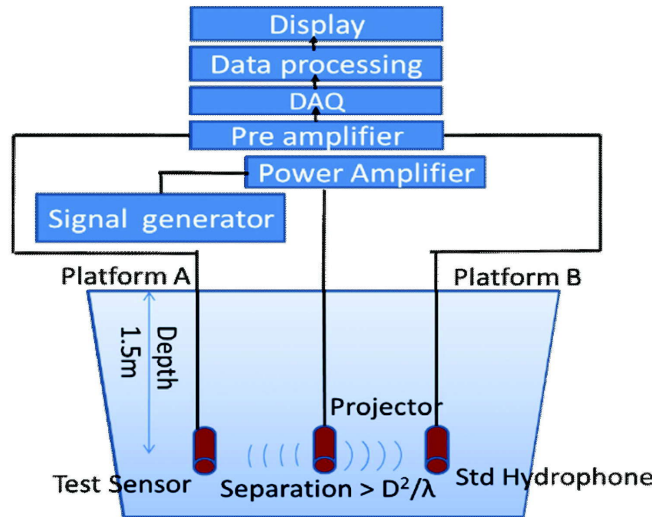 Display
Data processing
DAQ
Pre amplifier
Power Amplifier
Signal generator
Platform A
Platform B
Depth
1.5m
Projector
Test Sensor
Separation > D²/λ
Std Hydrophone